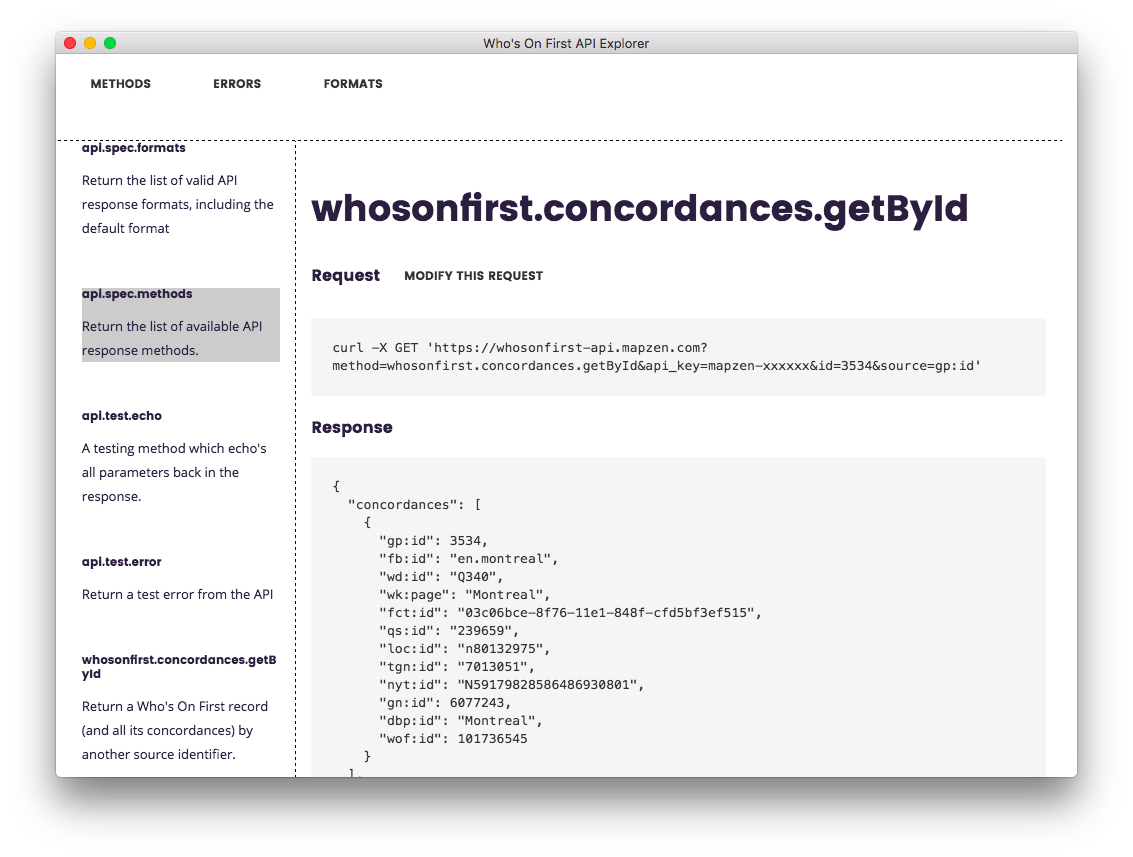 Who's On First API Explorer
METHODS
ERRORS
FORMATS
api.spec.formats
Return the list of valid API
response formats, including the
default format
api.spec.methods
Return the list of available API
response methods.
api.test.echo
A testing method which echo's
all parameters back in the
response.
api.test.error
Return a test error from the API
whosonfirst.concordances.getB
yId
Return a Who's On First record
(and all its concordances) by
another source identifier.
whosonfirst.concordances.getById
Request
MODIFY THIS REQUEST
curl -X GET 'https://whosonfirst-api.mapzen.com?
method=whosonfirst.concordances.getById&api_key=mapzen-xxxxxx&id=3534&source=gp:id'
Response
{
"concordances": [
{
"gp:id": 3534,
"fb:id": "en.montreal",
"wd:id": "Q340",
"wk:page": "Montreal",
"fct:id": "03c06bce-8f76-11e1-848f-cfd5bf3ef515",
"qs:id": "239659",
"loc:id": "n80132975",
"tgn:id": "7013051",
"nyt:id": "N59179828586486930801",
"gn:id": 6077243,
"dbp:id": "Montreal",
"wof:id": 101736545
}
],